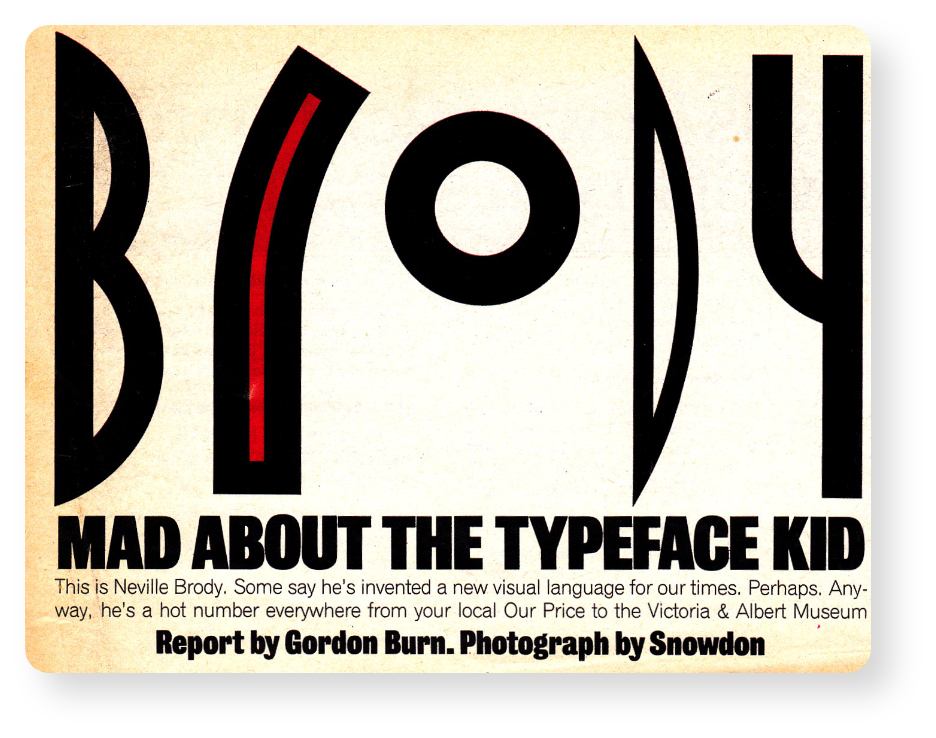 BRODY
MAD ABOUT THE TYPEFACE KID
This is Neville Brody. Some say he's invented a new visual language for our times. Perhaps. Any-
way, he's a hot number everywhere from your local Our Price to the Victoria & Albert Museum
Report by Gordon Burn. Photograph by Snowdon